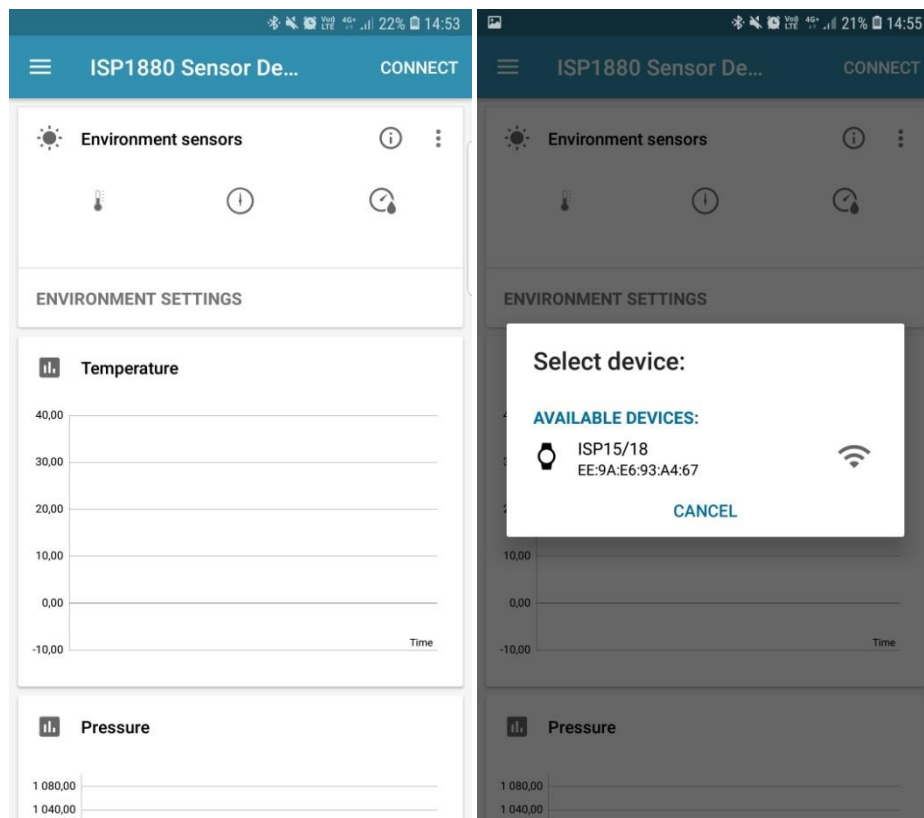 22% 14:53
ISP1880 Sensor De... CONNECT
Environment sensors
ENVIRONMENT SETTINGS
Temperature
40,00
30,00
20,00
10,00
0,00
-10,00
Time
Pressure
1 080,00
1 040,00
21% 14:55
ISP1880 Sensor De... CONNECT
Environment sensors
ENVIRONMENT SETTINGS
Select device:
AVAILABLE DEVICES:
ISP15/18
EE:9A:E6:93:A4:67
CANCEL
10,00
0,00
-10,00
Time
Pressure
1 080,00
1 040,00